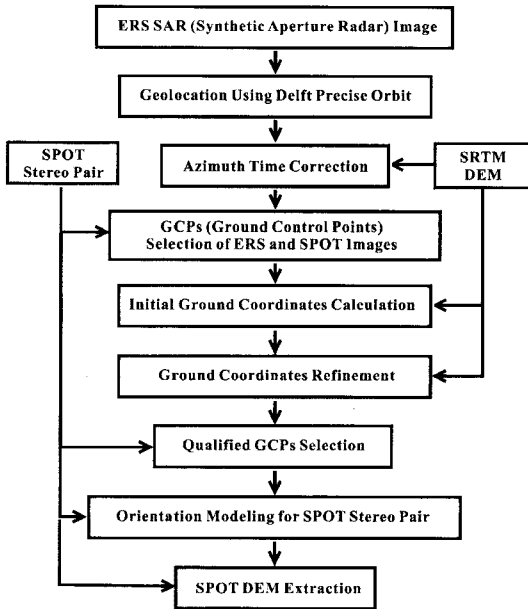 ERS SAR (Synthetic Aperture Radar) Image
Geolocation Using Delft Precise Orbit
SPOT
Stereo Pair
Azimuth Time Correction
SRTM
DEM
GCPs (Ground Control Points)
Selection of ERS and SPOT Images
Initial Ground Coordinates Calculation
Ground Coordinates Refinement
Qualified GCPs Selection
Orientation Modeling for SPOT Stereo Pair
SPOT DEM Extraction